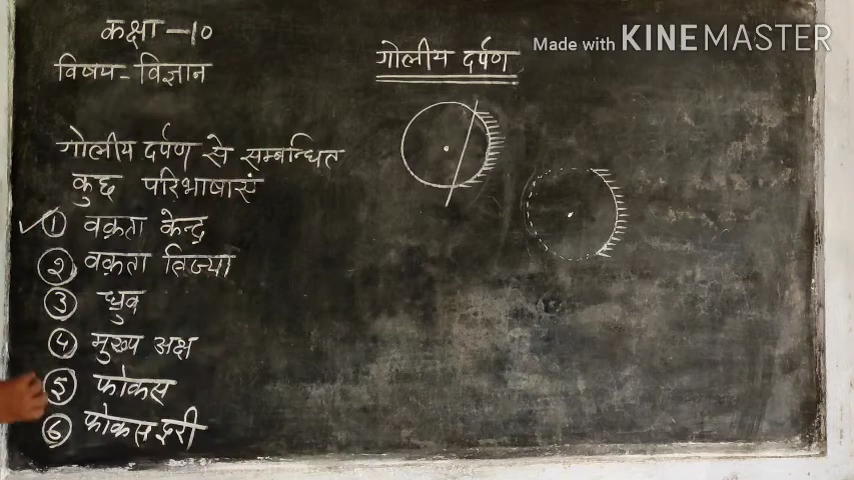 कक्षा -10
विषय - विज्ञान
गोलीय दर्पण
Made with KINEMASTER
गोलीय दर्पण से सम्बन्धित
कुछ परिभाषाएं
① वक्रता केन्द्र
② वक्रता त्रिज्या
③ ध्रुव
④ मुख्य अक्ष
⑤ फोकस
⑥ फोकस दूरी